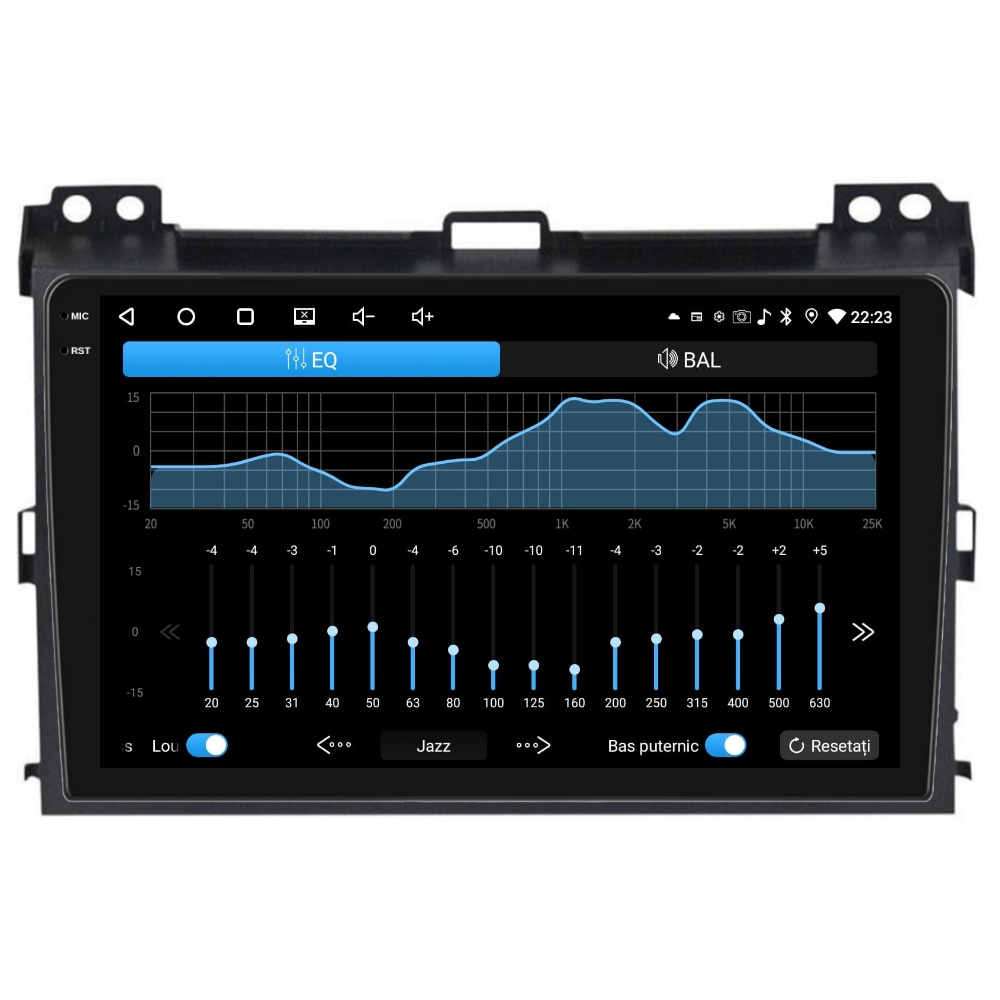 MIC
RST
22:23
EQ
BAL
15
0
-15
20 50 100 200 500 1K 2K 5K 10K 25K
-4 -4 -3 -1 0 -4 -6 -10 -10 -11 -4 -3 -2 -2 +2 +5
15
0
-15
20 25 31 40 50 63 80 100 125 160 200 250 315 400 500 630
s Lou Jazz Bas puternic Resetați